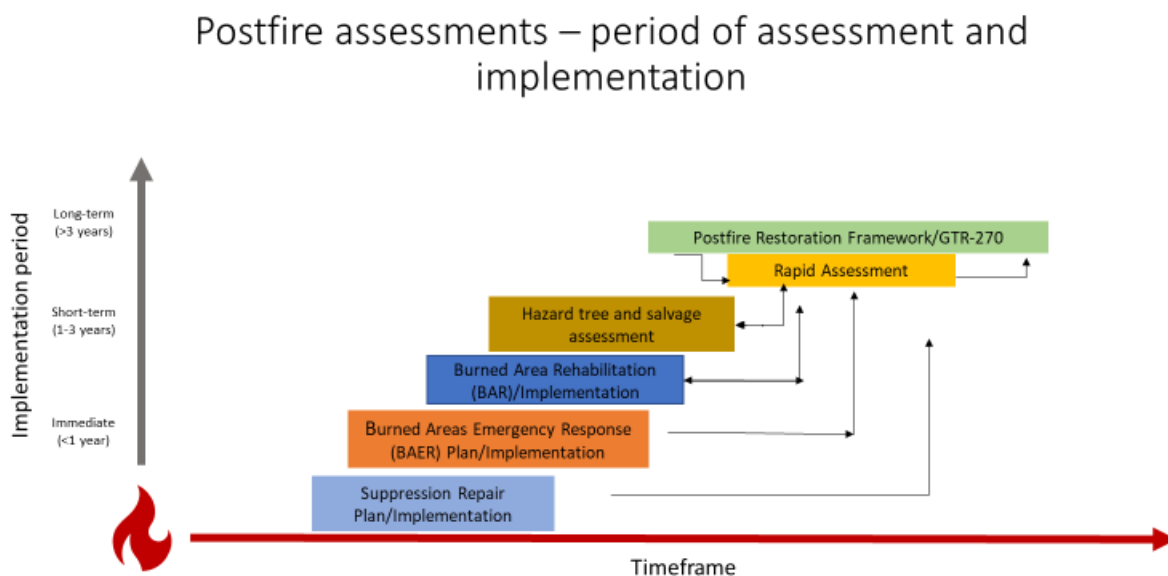 Postfire assessments – period of assessment and
implementation
Implementation period
Long-term
(>3 years)
Short-term
(1-3 years)
Immediate
(<1 year)
Postfire Restoration Framework/GTR-270
Rapid Assessment
Hazard tree and salvage
assessment
Burned Area Rehabilitation
(BAR)/Implementation
Burned Areas Emergency Response
(BAER) Plan/Implementation
Suppression Repair
Plan/Implementation
Timeframe